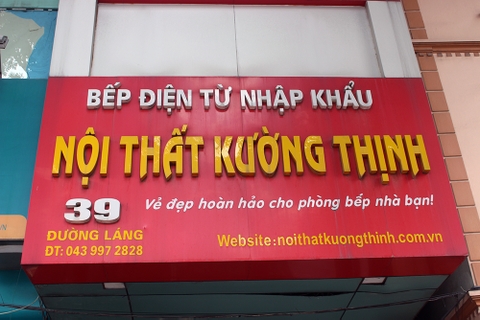 BẾP ĐIỆN TỪ NHẬP KHẨU
NỘI THẤT KƯỜNG THỊNH
39 Vẻ đẹp hoàn hảo cho phòng bếp nhà bạn!
ĐƯỜNG LÁNG
ĐT: 043 997 2828
Website:noithatkuongthinh.com.vn